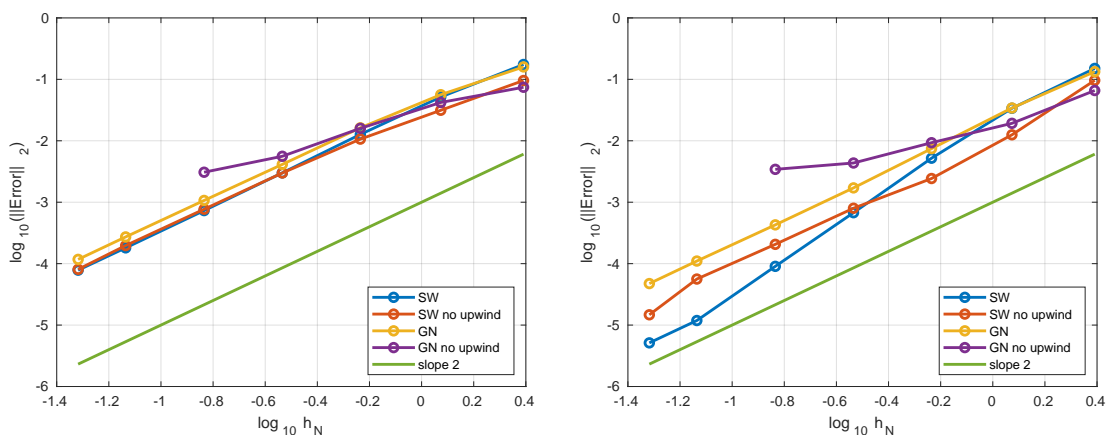 0
-1
-2
-3
-4
-5
-6
log 10 (||Error|| 2)
-1.4 -1.2 -1 -0.8 -0.6 -0.4 -0.2 0 0.2 0.4
log 10 h N
SW
SW no upwind
GN
GN no upwind
slope 2
0
-1
-2
-3
-4
-5
-6
log 10 (||Error|| 2)
-1.4 -1.2 -1 -0.8 -0.6 -0.4 -0.2 0 0.2 0.4
log 10 h N
SW
SW no upwind
GN
GN no upwind
slope 2